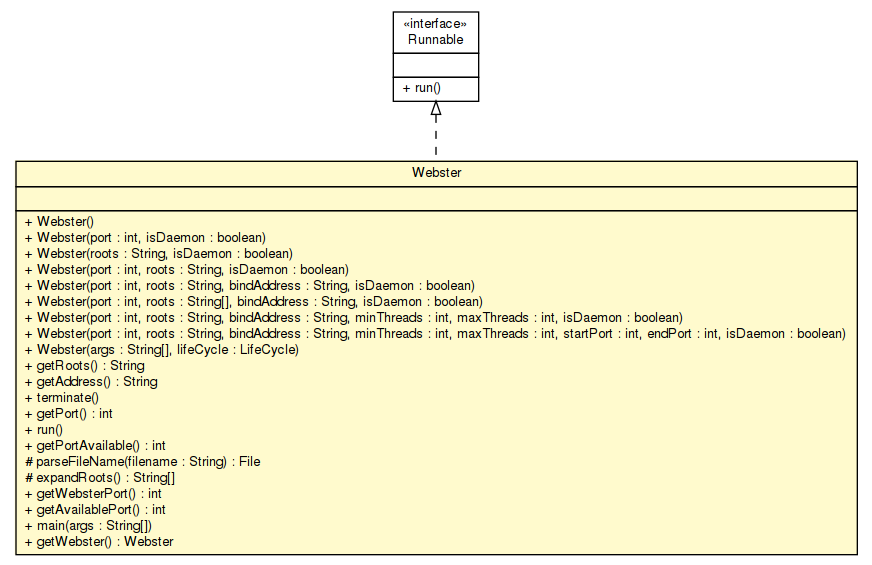 «interface»
Runnable
+ run()
Webster
+ Webster()
+ Webster(port : int, isDaemon : boolean)
+ Webster(roots : String, isDaemon : boolean)
+ Webster(port : int, roots : String, isDaemon : boolean)
+ Webster(port : int, roots : String, bindAddress : String, isDaemon : boolean)
+ Webster(port : int, roots : String[], bindAddress : String, isDaemon : boolean)
+ Webster(port : int, roots : String, bindAddress : String, minThreads : int, maxThreads : int, isDaemon : boolean)
+ Webster(port : int, roots : String, bindAddress : String, minThreads : int, maxThreads : int, startPort : int, endPort : int, isDaemon : boolean)
+ Webster(args : String[], lifeCycle : LifeCycle)
+ getRoots() : String
+ getAddress() : String
+ terminate()
+ getPort() : int
+ run()
+ getPortAvailable() : int
# parseFileName(filename : String) : File
# expandRoots() : String[]
+ getWebsterPort() : int
+ getAvailablePort() : int
+ main(args : String[])
+ getWebster() : Webster